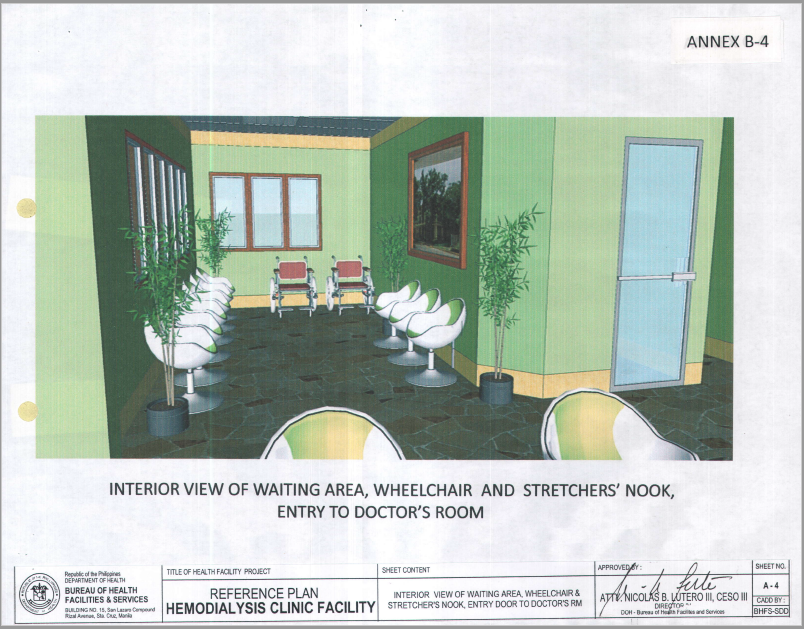 ANNEX B-4
INTERIOR VIEW OF WAITING AREA, WHEELCHAIR AND STRETCHERS' NOOK,
ENTRY TO DOCTOR'S ROOM
Republic of the Philippines
DEPARTMENT OF HEALTH
BUREAU OF HEALTH
FACILITIES & SERVICES
BUILDING NO. 15, San Lazaro Compound
Rizal Avenue, Sta. Cruz, Manila
TITLE OF HEALTH FACILITY PROJECT
REFERENCE PLAN
HEMODIALYSIS CLINIC FACILITY
SHEET CONTENT
INTERIOR VIEW OF WAITING AREA, WHEELCHAIR &
STRETCHER'S NOOK, ENTRY DOOR TO DOCTOR'S RM
APPROVED BY :
ATTY. NICOLAS B. LUTERO III, CESO III
DIRECTOR
DOH - Bureau of Health Facilities and Services
SHEET NO.
A - 4
CADD BY :
BHFS-SDD